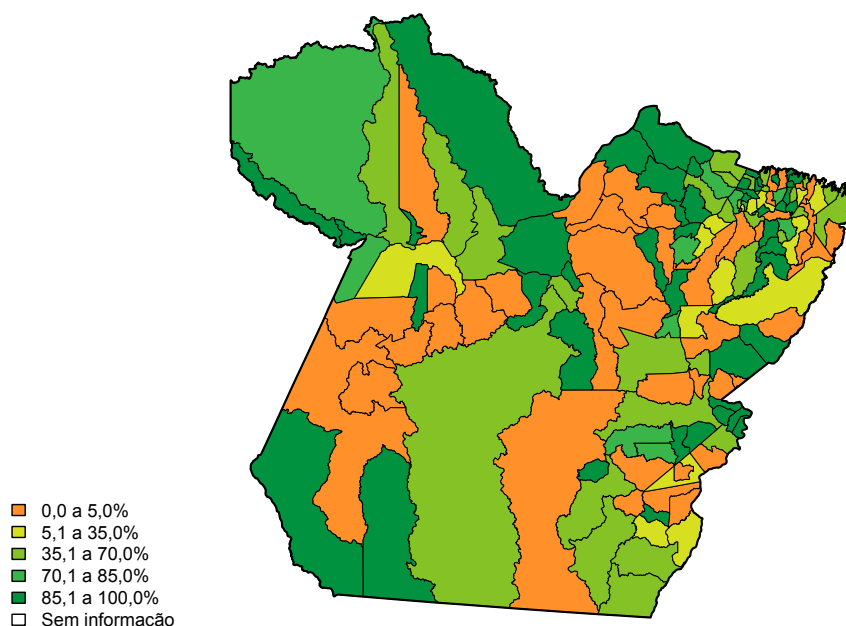 0,0 a 5,0%
5,1 a 35,0%
35,1 a 70,0%
70,1 a 85,0%
85,1 a 100,0%
Sem informação